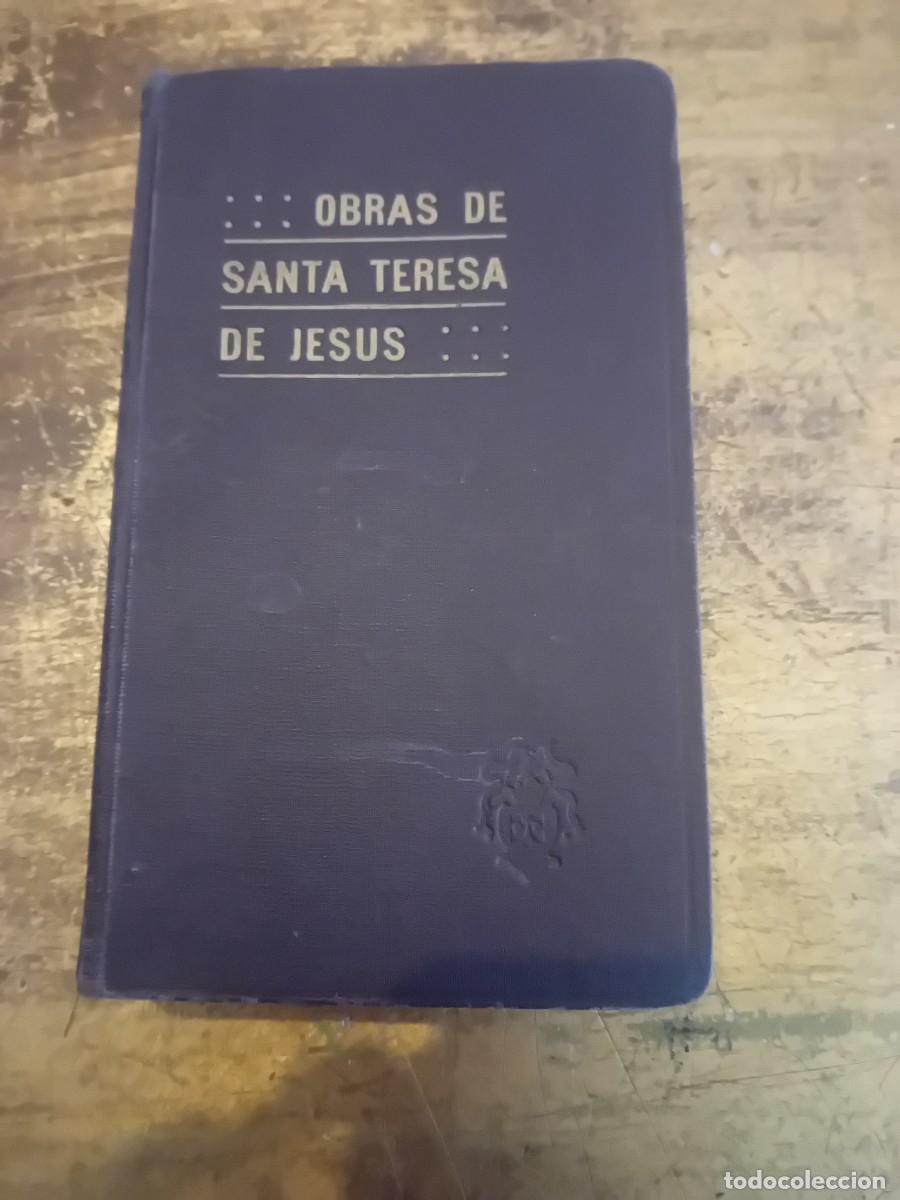 : : : OBRAS DE
SANTA TERESA
DE JESUS : : :
todocoleccion